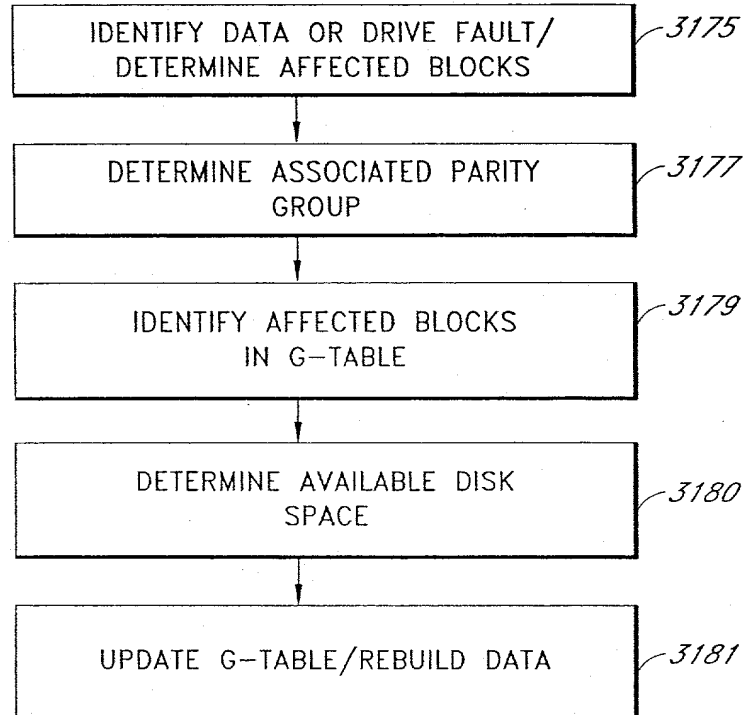 IDENTIFY DATA OR DRIVE FAULT/
DETERMINE AFFECTED BLOCKS
3175
DETERMINE ASSOCIATED PARITY
GROUP
3177
IDENTIFY AFFECTED BLOCKS
IN G-TABLE
3179
DETERMINE AVAILABLE DISK
SPACE
3180
UPDATE G-TABLE/REBUILD DATA
3181